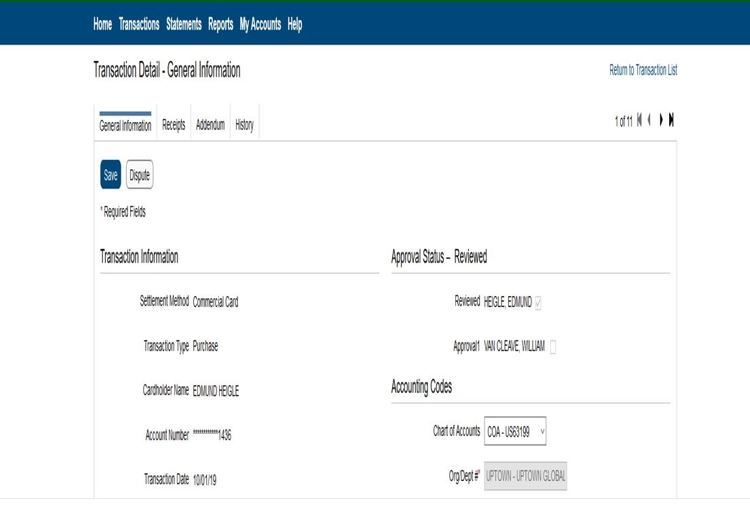 Home Transactions Statements Reports My Accounts Help
Transaction Detail - General Information
Return to Transaction List
General Information Receipts Addendum History
1 of 11
Save Dispute
* Required Fields
Transaction Information
Approval Status – Reviewed
Settlement Method Commercial Card
Reviewed HEIGLE, EDMUND
Transaction Type Purchase
Approval1 VAN CLEAVE, WILLIAM
Cardholder Name EDMUND HEIGLE
Accounting Codes
Account Number ************1436
Chart of Accounts COA - US63199
Transaction Date 10/01/19
Org/Dept #* UPTOWN - UPTOWN GLOBAL